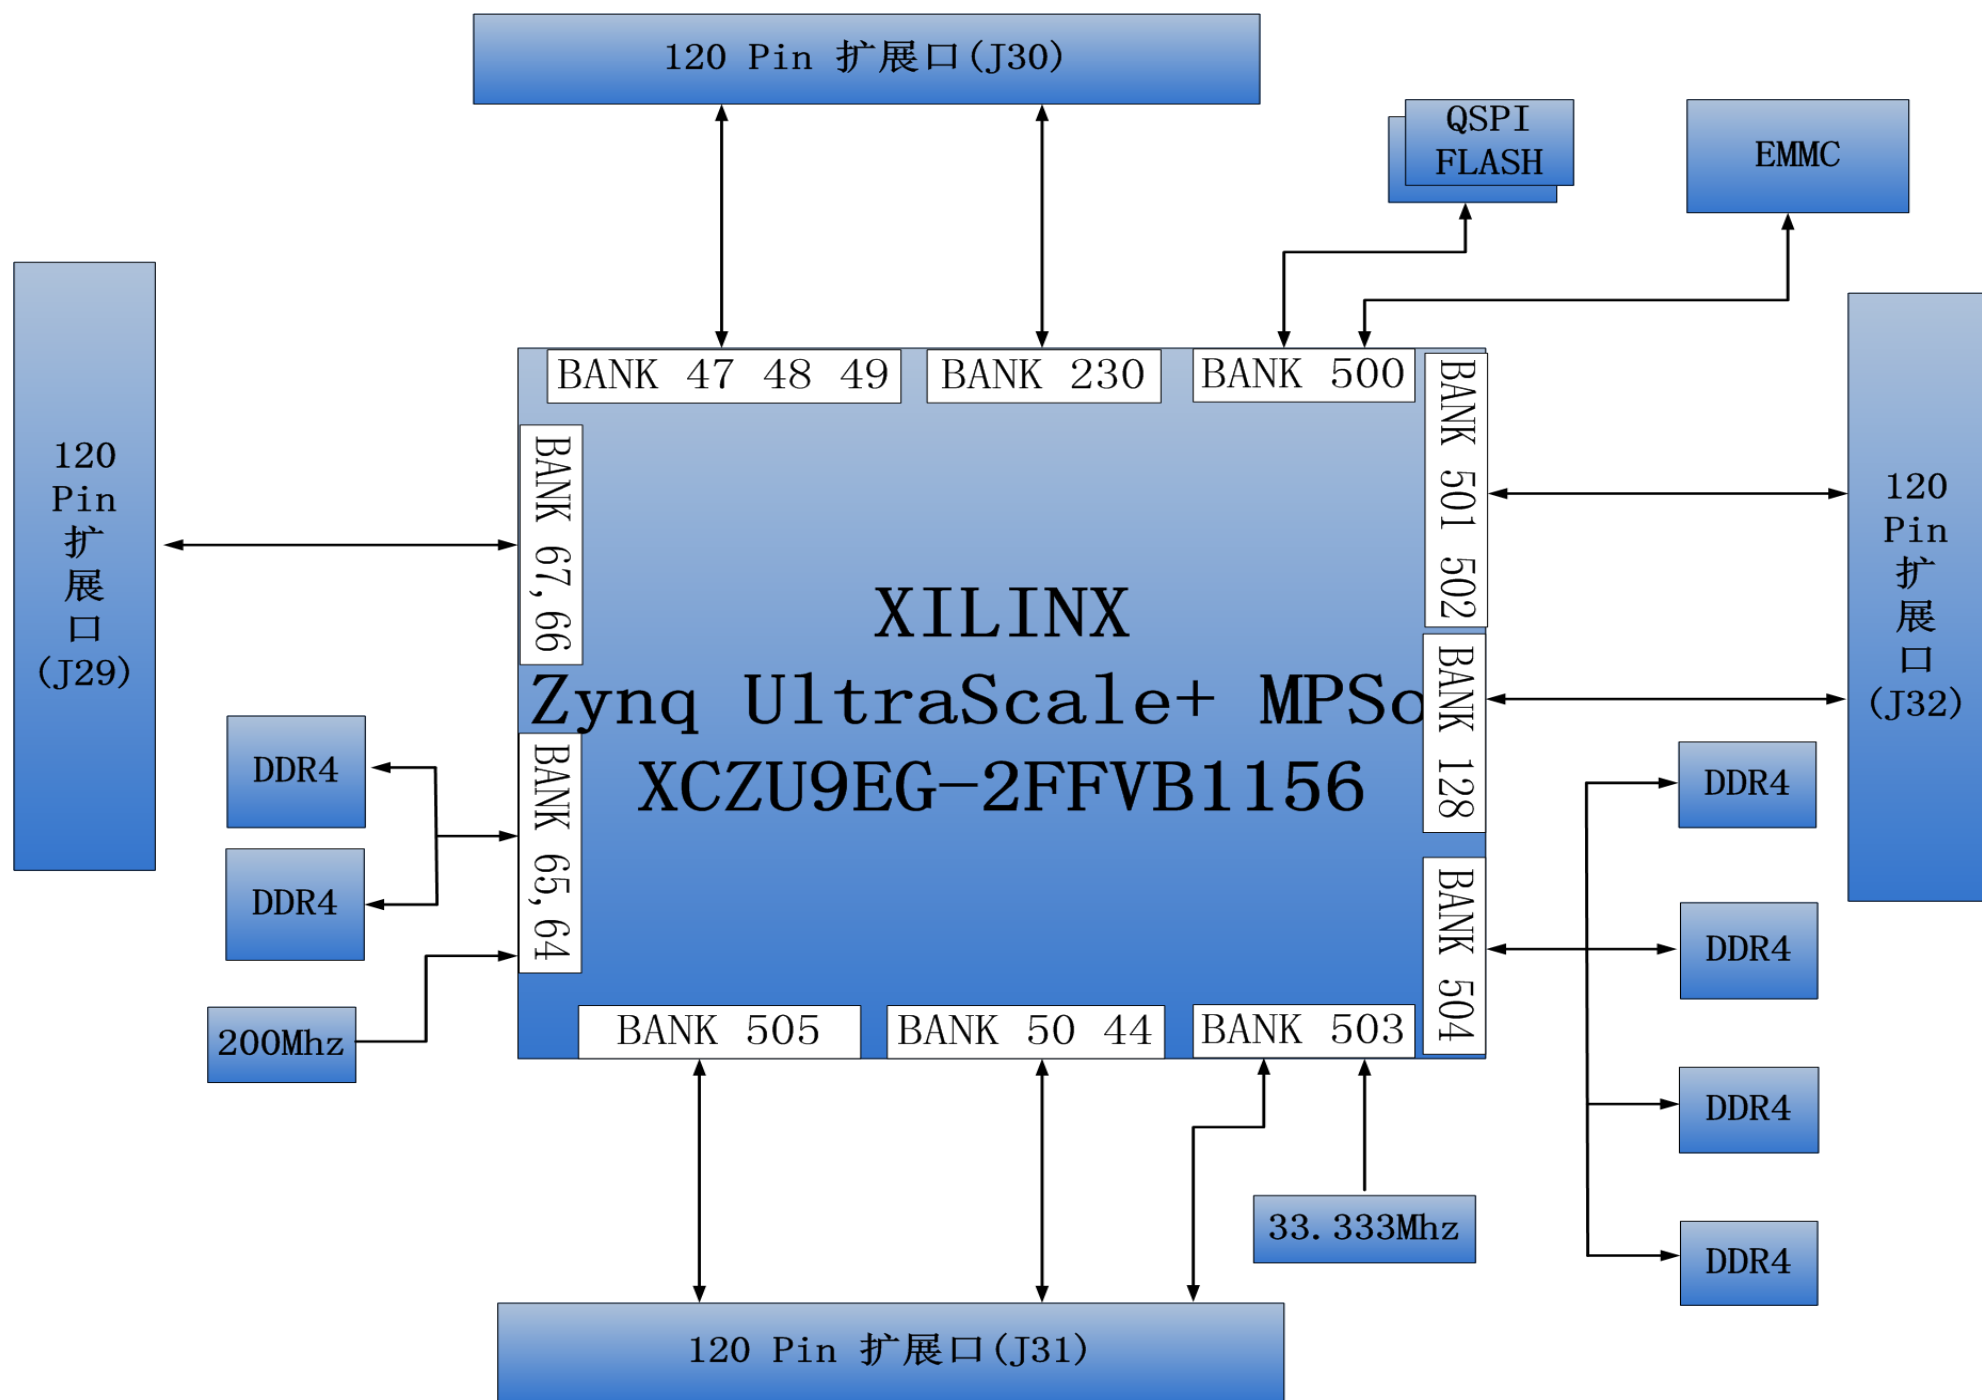 120 Pin 扩展口(J30)
QSPI
FLASH
EMMC
BANK 47 48 49
BANK 230
BANK 500
BANK 501 502
BANK 67,66
120
Pin
扩
展
口
(J29)
120
Pin
扩
展
口
(J32)
XILINX
Zynq UltraScale+ MPSo
XCZU9EG-2FFVB1156
BANK 128
BANK 65,64
DDR4
DDR4
200Mhz
BANK 504
DDR4
DDR4
DDR4
DDR4
BANK 505
BANK 50 44
BANK 503
33.333Mhz
120 Pin 扩展口(J31)